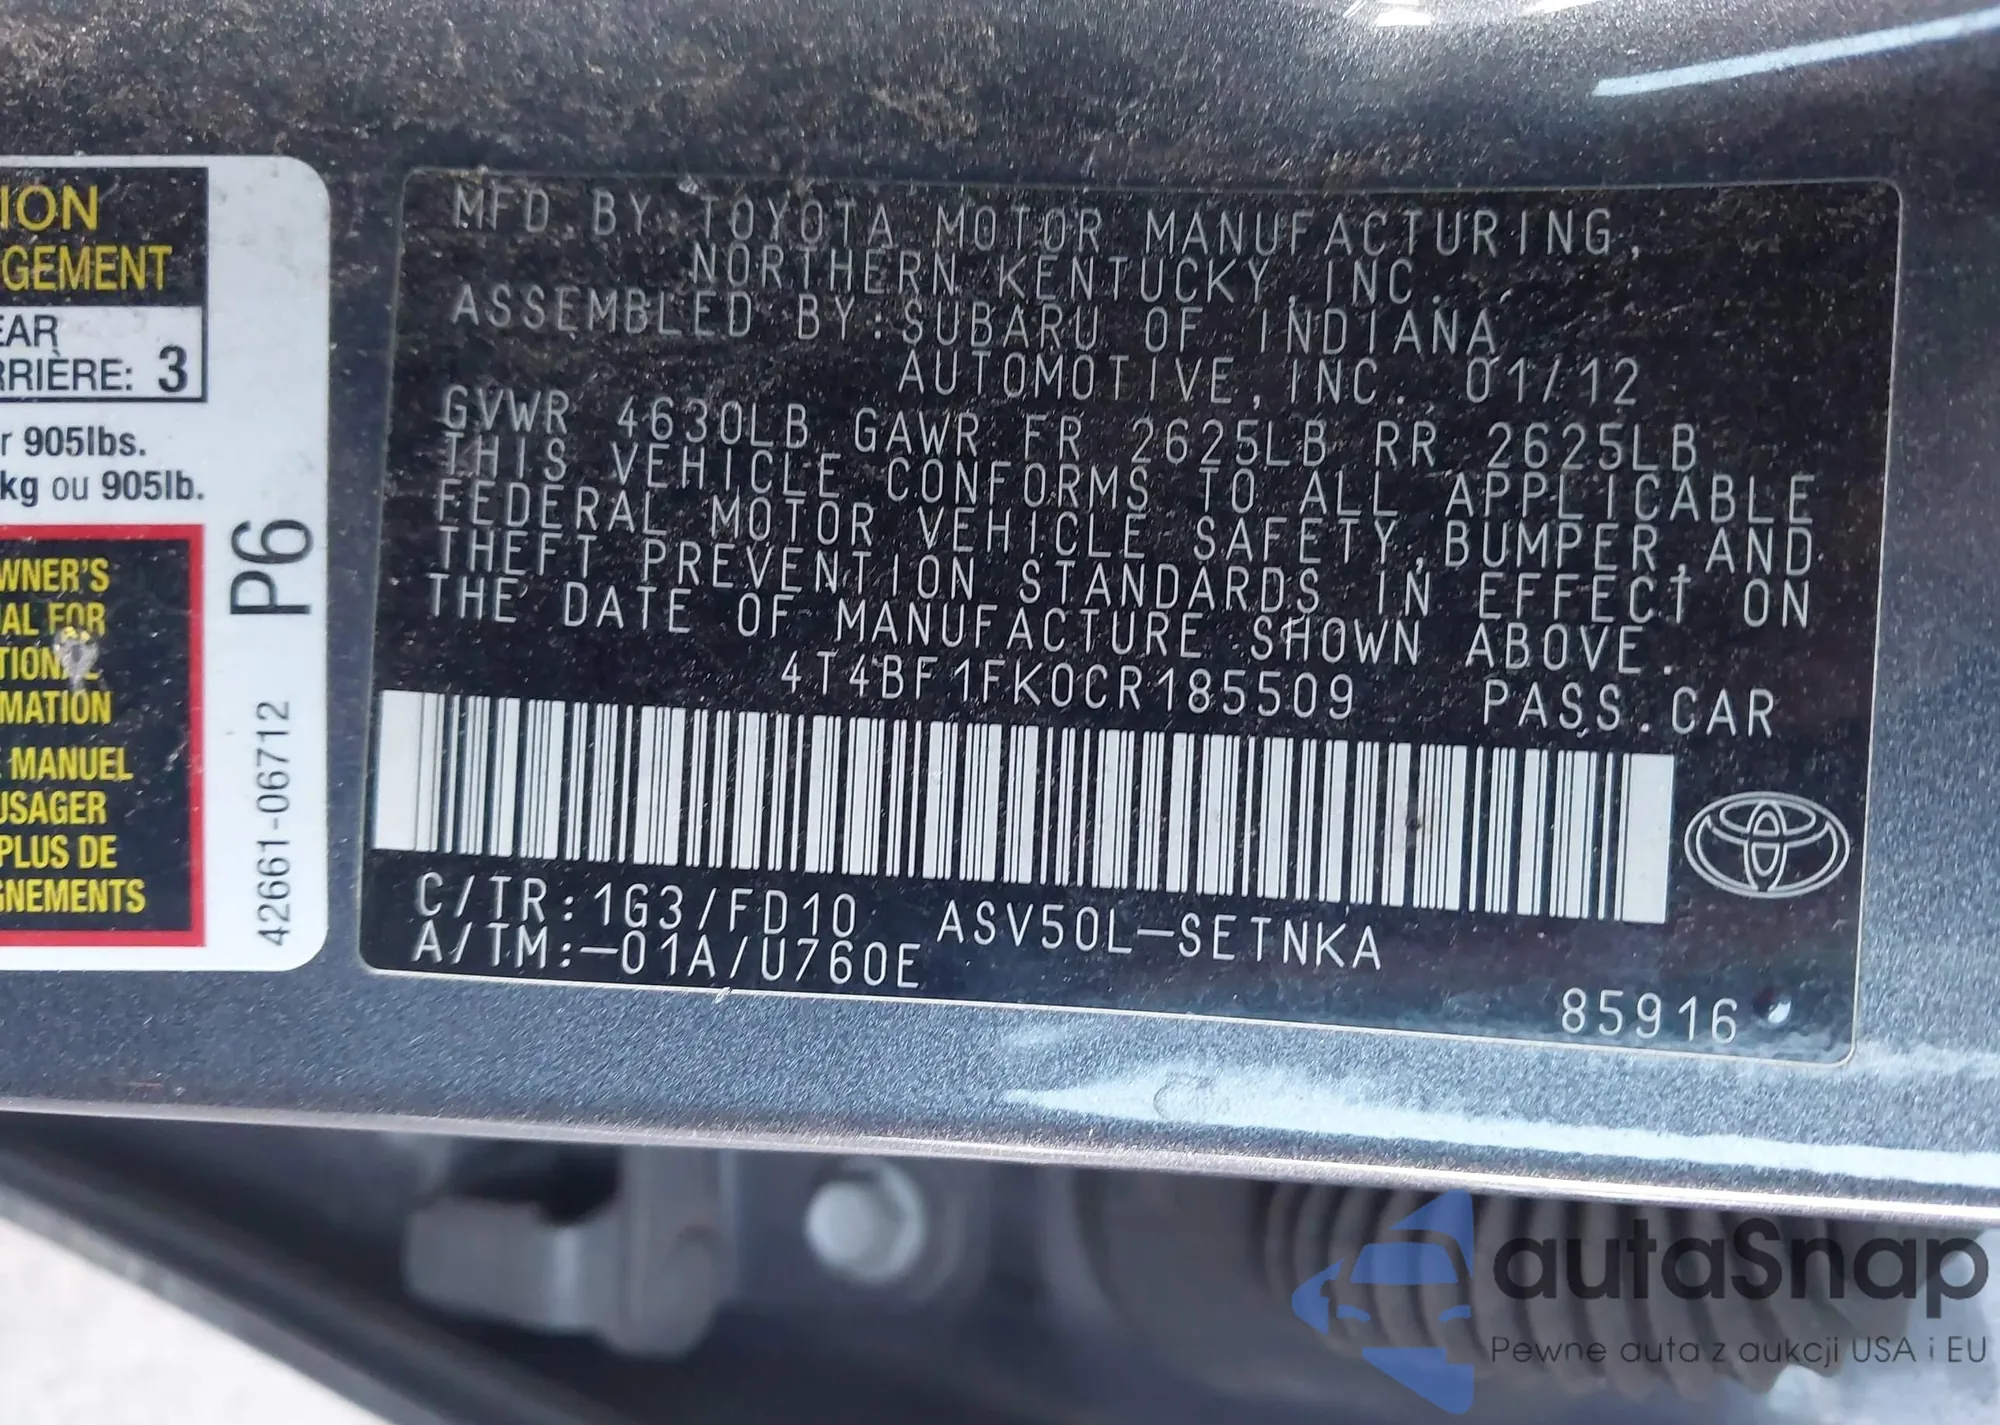 ION
GEMENT
EAR
RRIÈRE: 3
r 905lbs.
kg ou 905lb.
WNER'S
AL FOR
TIONAL
MATION
E MANUEL
USAGER
PLUS DE
GNEMENTS
P6
42661-06712
MFD BY TOYOTA MOTOR MANUFACTURING,
NORTHERN KENTUCKY, INC.
ASSEMBLED BY:SUBARU OF INDIANA
AUTOMOTIVE,INC. 01/12
GVWR 4630LB GAWR FR 2625LB RR 2625LB
THIS VEHICLE CONFORMS TO ALL APPLICABLE
FEDERAL MOTOR VEHICLE SAFETY,BUMPER,AND
THEFT PREVENTION STANDARDS IN EFFECT ON
THE DATE OF MANUFACTURE SHOWN ABOVE.
4T4BF1FK0CR185509 PASS.CAR
C/TR:1G3/FD10 ASV50L-SETNKA
A/TM:-01A/U760E
85916
autaSnap
Pewne auta z aukcji USA i EU